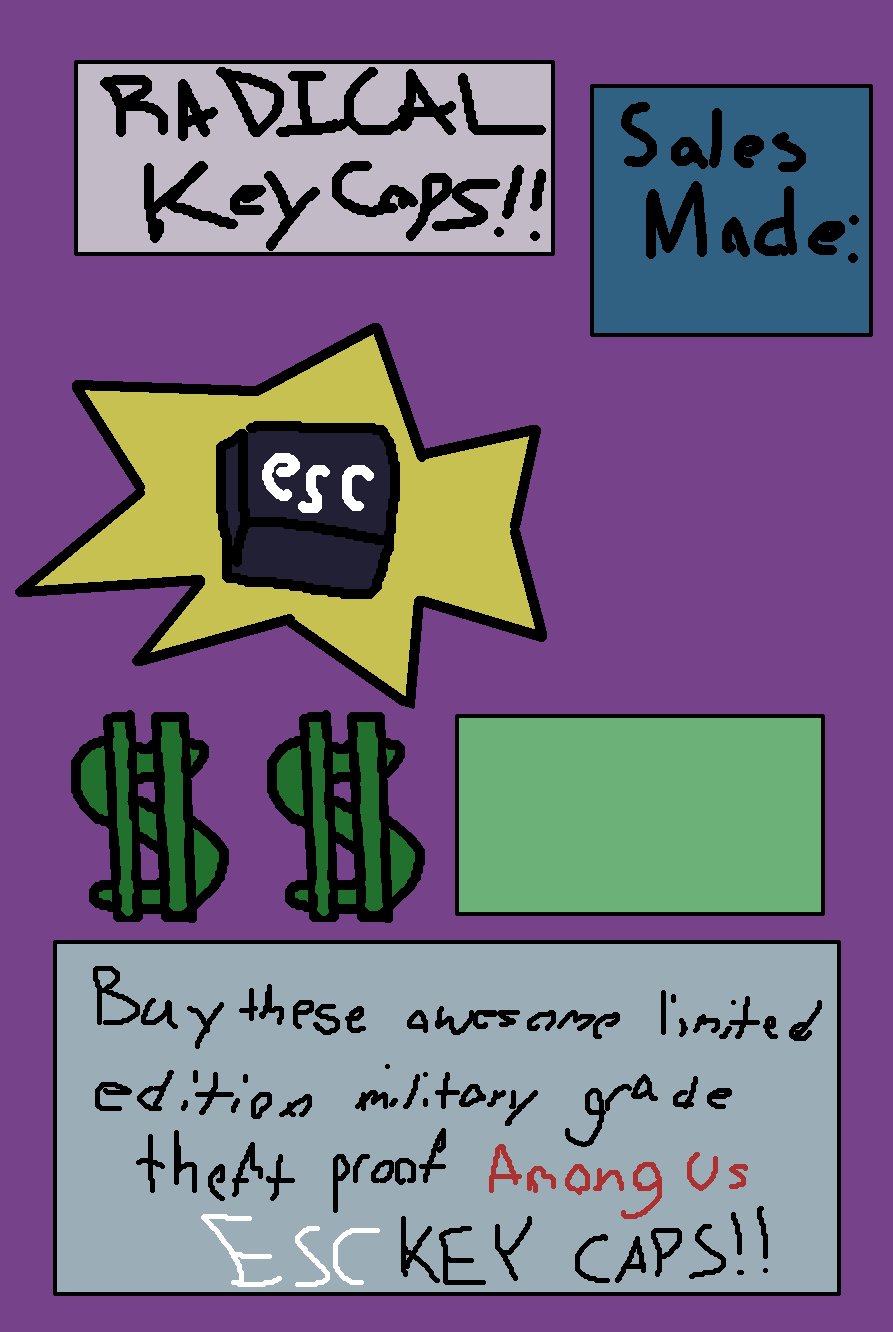 RADICAL
KeyCaps!!
Sales
Made:
esc
Buy these awesome limited
edition military grade
theft proof Among Us
ESC KEY CAPS!!